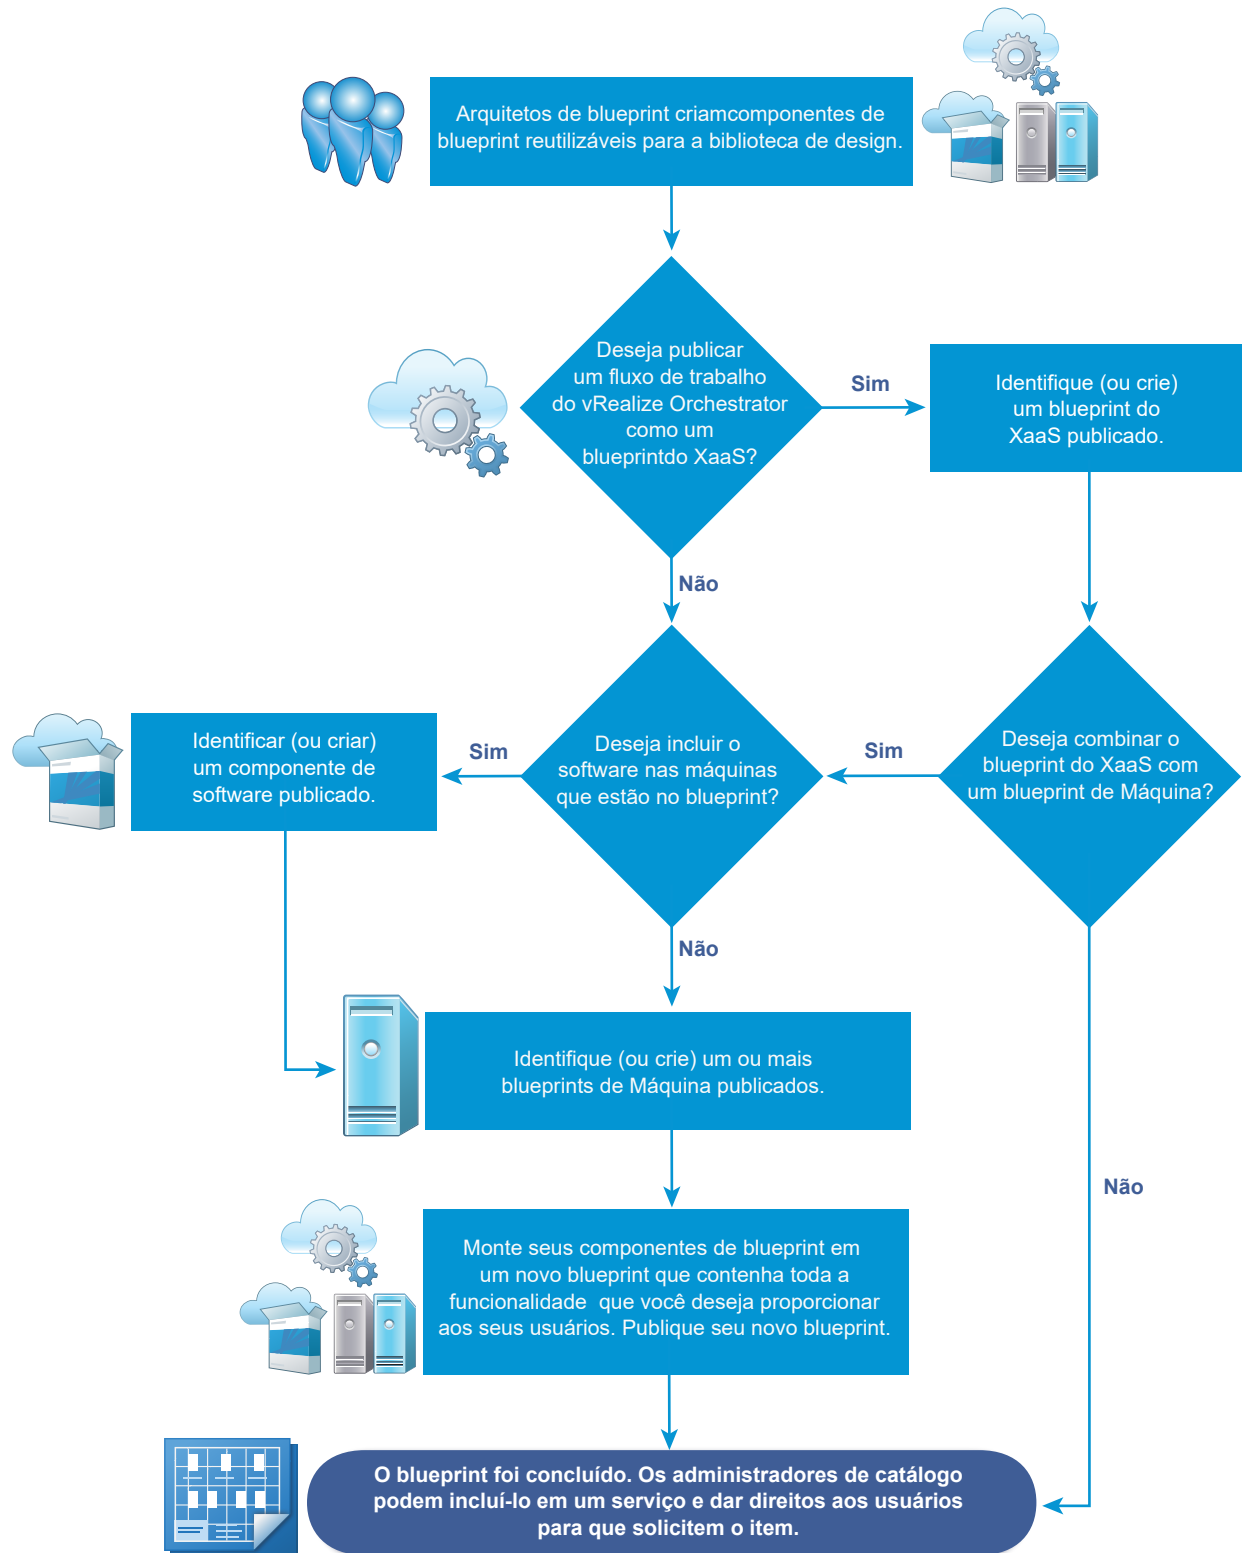 Arquitetos de blueprint criamcomponentes de
blueprint reutilizáveis para a biblioteca de design.
Deseja publicar
um fluxo de trabalho
do vRealize Orchestrator
como um
blueprintdo XaaS?
Sim
Identifique (ou crie)
um blueprint do
XaaS publicado.
Não
Identificar (ou criar)
um componente de
software publicado.
Sim
Deseja incluir o
software nas máquinas
que estão no blueprint?
Sim
Deseja combinar o
blueprint do XaaS com
um blueprint de Máquina?
Não
Identifique (ou crie) um ou mais
blueprints de Máquina publicados.
Não
Monte seus componentes de blueprint em
um novo blueprint que contenha toda a
funcionalidade  que você deseja proporcionar
aos seus usuários. Publique seu novo blueprint.
O blueprint foi concluído. Os administradores de catálogo
podem incluí-lo em um serviço e dar direitos aos usuários
para que solicitem o item.